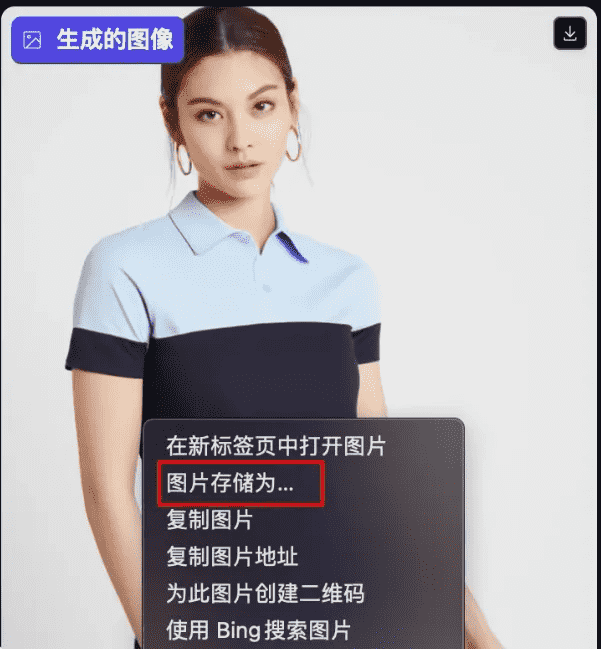 生成的图像
在新标签页中打开图片
图片存储为...
复制图片
复制图片地址
为此图片创建二维码
使用 Bing 搜索图片